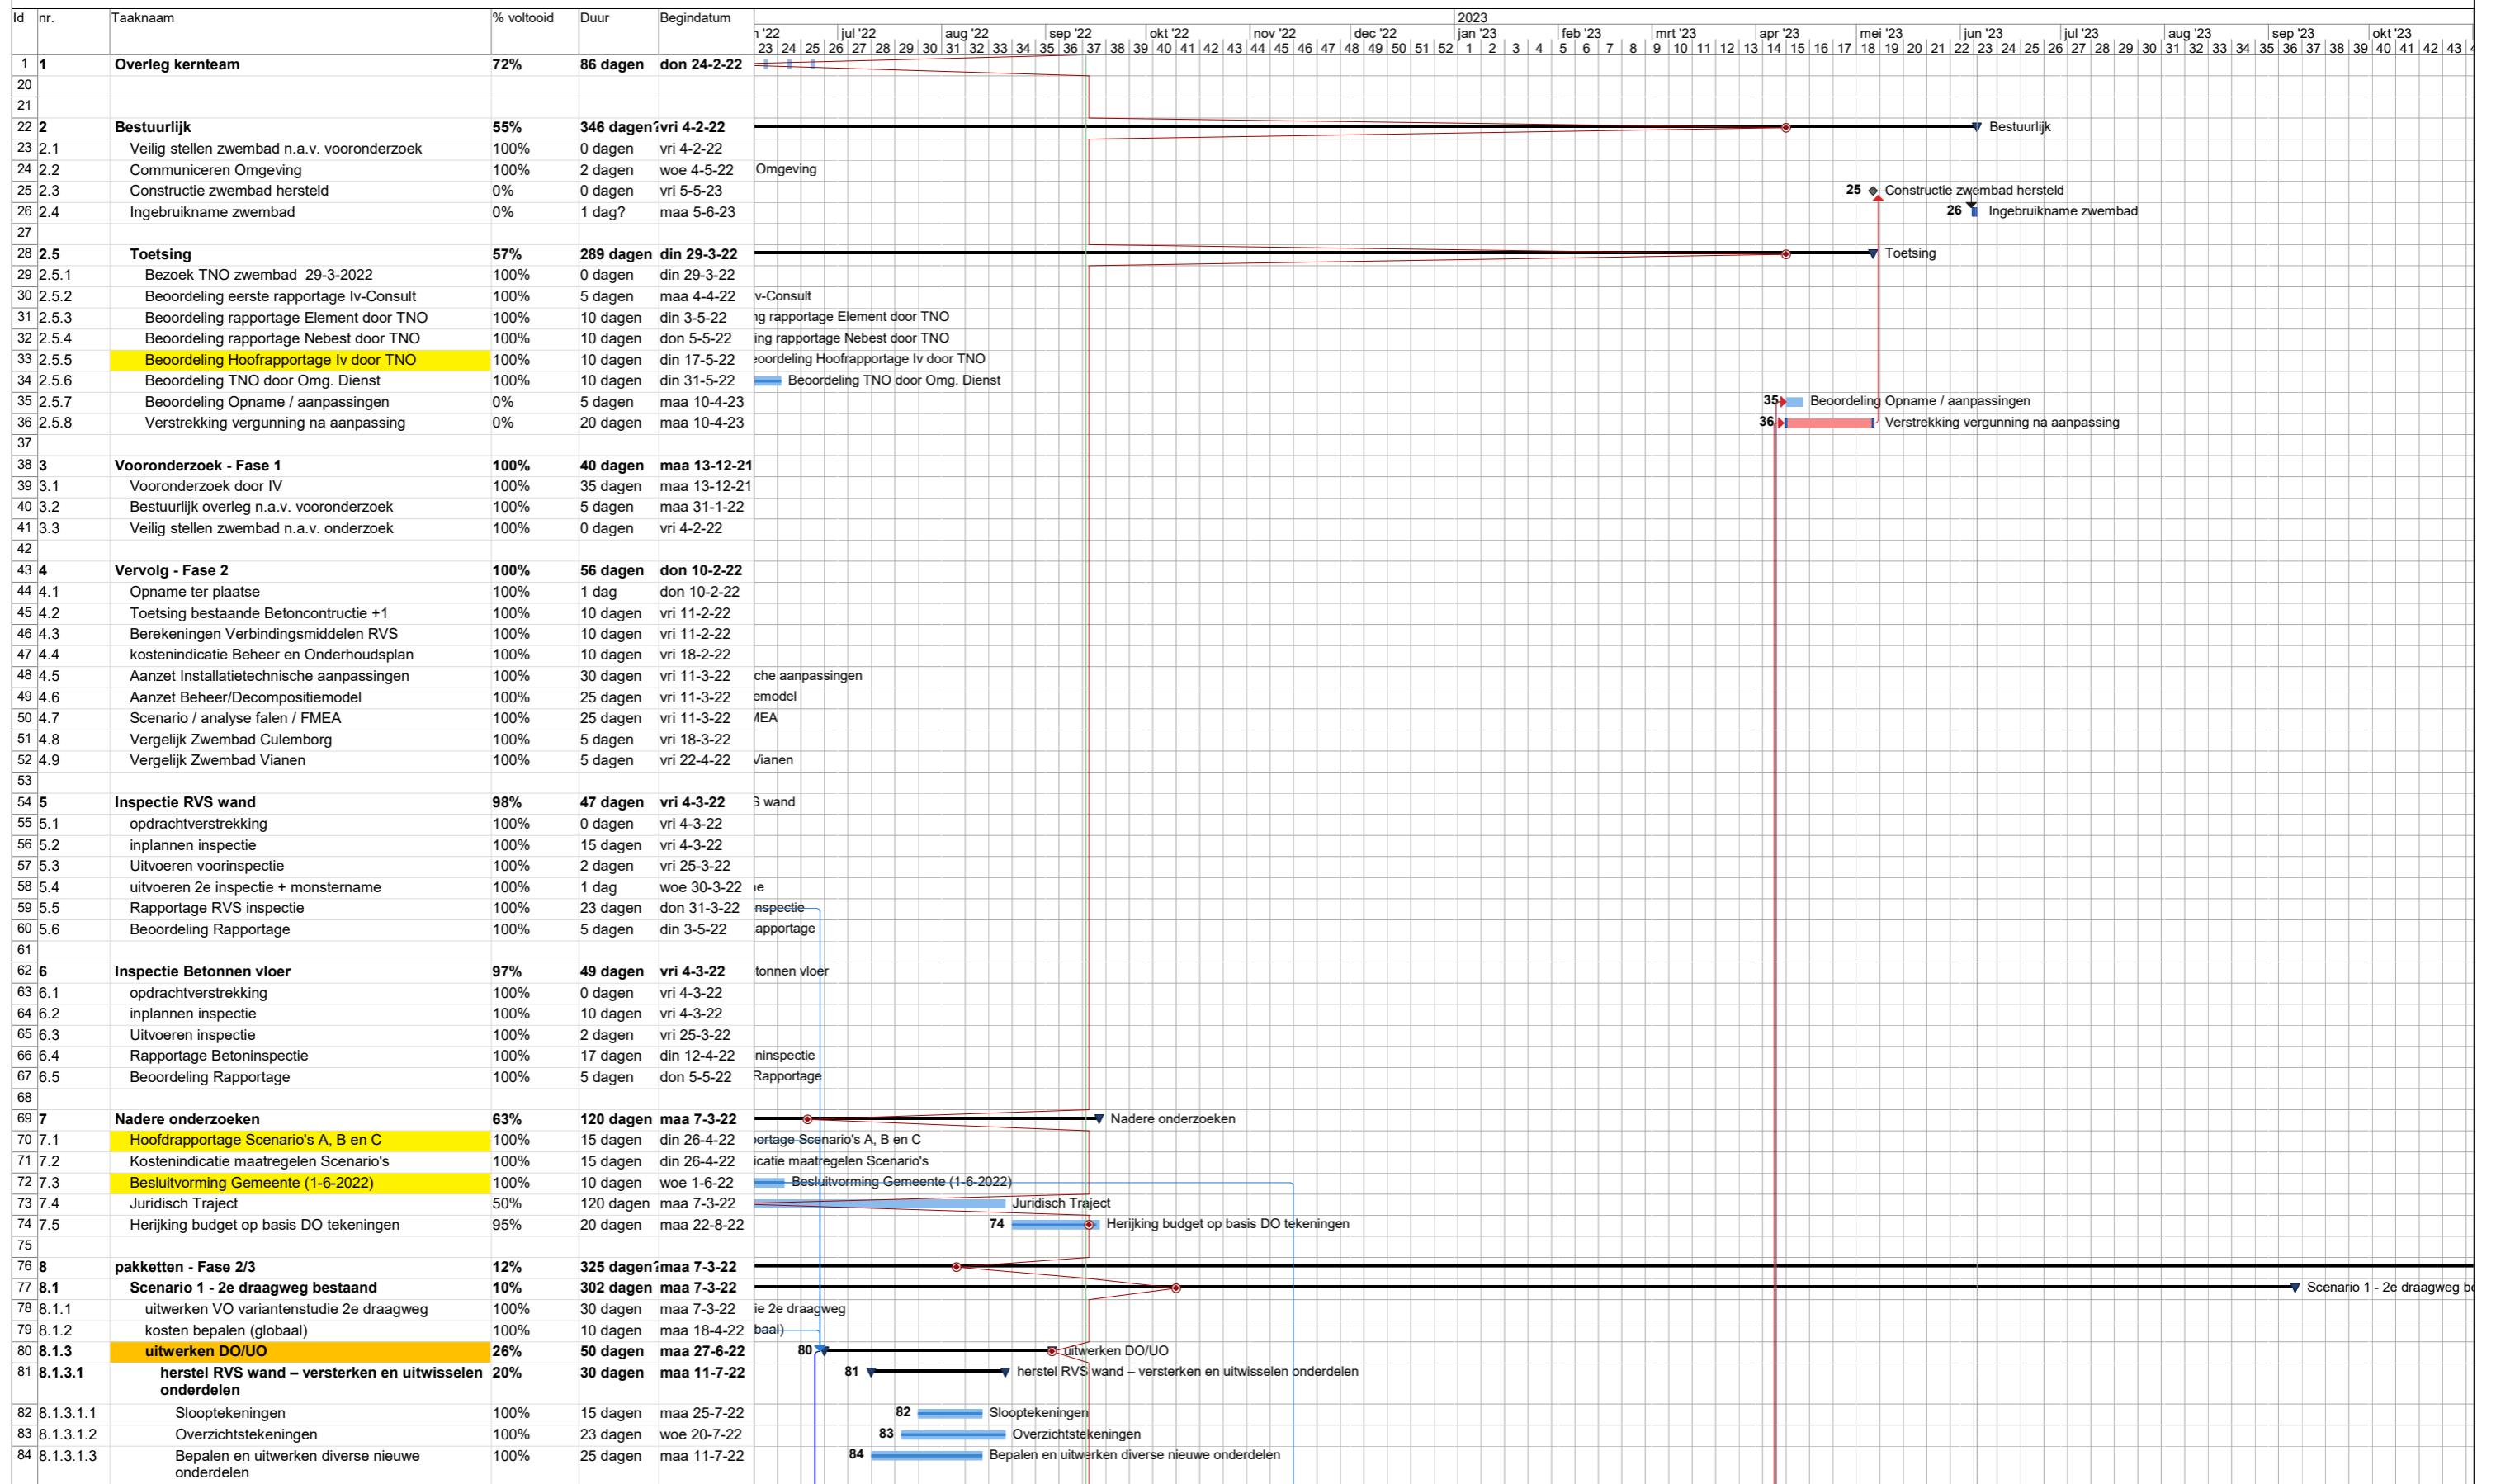 Id nr. Taaknaam % voltooid Duur Begindatum
2023
'22 jul '22 aug '22 sep '22 okt '22 nov '22 dec '22 jan '23 feb '23 mrt '23 apr '23 mei '23 jun '23 jul '23 aug '23 sep '23 okt '23
23 24 25 26 27 28 29 30 31 32 33 34 35 36 37 38 39 40 41 42 43 44 45 46 47 48 49 50 51 52 1 2 3 4 5 6 7 8 9 10 11 12 13 14 15 16 17 18 19 20 21 22 23 24 25 26 27 28 29 30 31 32 33 34 35 36 37 38 39 40 41 42 43
1 1 Overleg kernteam 72% 86 dagen don 24-2-22
20
21
22 2 Bestuurlijk 55% 346 dagen? vri 4-2-22 Bestuurlijk
23 2.1 Veilig stellen zwembad n.a.v. vooronderzoek 100% 0 dagen vri 4-2-22
24 2.2 Communiceren Omgeving 100% 2 dagen woe 4-5-22 Omgeving
25 2.3 Constructie zwembad hersteld 0% 0 dagen vri 5-5-23 25 Constructie zwembad hersteld
26 2.4 Ingebruikname zwembad 0% 1 dag? maa 5-6-23 26 Ingebruikname zwembad
27
28 2.5 Toetsing 57% 289 dagen din 29-3-22 Toetsing
29 2.5.1 Bezoek TNO zwembad 29-3-2022 100% 0 dagen din 29-3-22
30 2.5.2 Beoordeling eerste rapportage Iv-Consult 100% 5 dagen maa 4-4-22 v-Consult
31 2.5.3 Beoordeling rapportage Element door TNO 100% 10 dagen din 3-5-22 ng rapportage Element door TNO
32 2.5.4 Beoordeling rapportage Nebest door TNO 100% 10 dagen don 5-5-22 ing rapportage Nebest door TNO
33 2.5.5 Beoordeling Hoofrapportage Iv door TNO 100% 10 dagen din 17-5-22 eoordeling Hoofrapportage Iv door TNO
34 2.5.6 Beoordeling TNO door Omg. Dienst 100% 10 dagen din 31-5-22 Beoordeling TNO door Omg. Dienst
35 2.5.7 Beoordeling Opname / aanpassingen 0% 5 dagen maa 10-4-23 35 Beoordeling Opname / aanpassingen
36 2.5.8 Verstrekking vergunning na aanpassing 0% 20 dagen maa 10-4-23 36 Verstrekking vergunning na aanpassing
37
38 3 Vooronderzoek - Fase 1 100% 40 dagen maa 13-12-21
39 3.1 Vooronderzoek door IV 100% 35 dagen maa 13-12-21
40 3.2 Bestuurlijk overleg n.a.v. vooronderzoek 100% 5 dagen maa 31-1-22
41 3.3 Veilig stellen zwembad n.a.v. onderzoek 100% 0 dagen vri 4-2-22
42
43 4 Vervolg - Fase 2 100% 56 dagen don 10-2-22
44 4.1 Opname ter plaatse 100% 1 dag don 10-2-22
45 4.2 Toetsing bestaande Betoncontructie +1 100% 10 dagen vri 11-2-22
46 4.3 Berekeningen Verbindingsmiddelen RVS 100% 10 dagen vri 11-2-22
47 4.4 kostenindicatie Beheer en Onderhoudsplan 100% 10 dagen vri 18-2-22
48 4.5 Aanzet Installatietechnische aanpassingen 100% 30 dagen vri 11-3-22 che aanpassingen
49 4.6 Aanzet Beheer/Decompositiemodel 100% 25 dagen vri 11-3-22 emodel
50 4.7 Scenario / analyse falen / FMEA 100% 25 dagen vri 11-3-22 MEA
51 4.8 Vergelijk Zwembad Culemborg 100% 5 dagen vri 18-3-22
52 4.9 Vergelijk Zwembad Vianen 100% 5 dagen vri 22-4-22 Vianen
53
54 5 Inspectie RVS wand 98% 47 dagen vri 4-3-22 S wand
55 5.1 opdrachtverstrekking 100% 0 dagen vri 4-3-22
56 5.2 inplannen inspectie 100% 15 dagen vri 4-3-22
57 5.3 Uitvoeren voorinspectie 100% 2 dagen vri 25-3-22
58 5.4 uitvoeren 2e inspectie + monstername 100% 1 dag woe 30-3-22 ne
59 5.5 Rapportage RVS inspectie 100% 23 dagen don 31-3-22 nspectie
60 5.6 Beoordeling Rapportage 100% 5 dagen din 3-5-22 apportage
61
62 6 Inspectie Betonnen vloer 97% 49 dagen vri 4-3-22 tonnen vloer
63 6.1 opdrachtverstrekking 100% 0 dagen vri 4-3-22
64 6.2 inplannen inspectie 100% 10 dagen vri 4-3-22
65 6.3 Uitvoeren inspectie 100% 2 dagen vri 25-3-22
66 6.4 Rapportage Betoninspectie 100% 17 dagen din 12-4-22 ninspectie
67 6.5 Beoordeling Rapportage 100% 5 dagen don 5-5-22 Rapportage
68
69 7 Nadere onderzoeken 63% 120 dagen maa 7-3-22 Nadere onderzoeken
70 7.1 Hoofdrapportage Scenario's A, B en C 100% 15 dagen din 26-4-22 portage Scenario's A, B en C
71 7.2 Kostenindicatie maatregelen Scenario's 100% 15 dagen din 26-4-22 icatie maatregelen Scenario's
72 7.3 Besluitvorming Gemeente (1-6-2022) 100% 10 dagen woe 1-6-22 Besluitvorming Gemeente (1-6-2022)
73 7.4 Juridisch Traject 50% 120 dagen maa 7-3-22 Juridisch Traject
74 7.5 Herijking budget op basis DO tekeningen 95% 20 dagen maa 22-8-22 74 Herijking budget op basis DO tekeningen
75
76 8 pakketten - Fase 2/3 12% 325 dagen? maa 7-3-22
77 8.1 Scenario 1 - 2e draagweg bestaand 10% 302 dagen maa 7-3-22 Scenario 1 - 2e draagweg be
78 8.1.1 uitwerken VO variantenstudie 2e draagweg 100% 30 dagen maa 7-3-22 ie 2e draagweg
79 8.1.2 kosten bepalen (globaal) 100% 10 dagen maa 18-4-22 baal)
80 8.1.3 uitwerken DO/UO 26% 50 dagen maa 27-6-22 80 uitwerken DO/UO
81 8.1.3.1 herstel RVS wand – versterken en uitwisselen 20% 30 dagen maa 11-7-22 81 herstel RVS wand – versterken en uitwisselen onderdelen
onderdelen
82 8.1.3.1.1 Slooptekeningen 100% 15 dagen maa 25-7-22 82 Slooptekeningen
83 8.1.3.1.2 Overzichtstekeningen 100% 23 dagen woe 20-7-22 83 Overzichtstekeningen
84 8.1.3.1.3 Bepalen en uitwerken diverse nieuwe 100% 25 dagen maa 11-7-22 84 Bepalen en uitwerken diverse nieuwe onderdelen
onderdelen